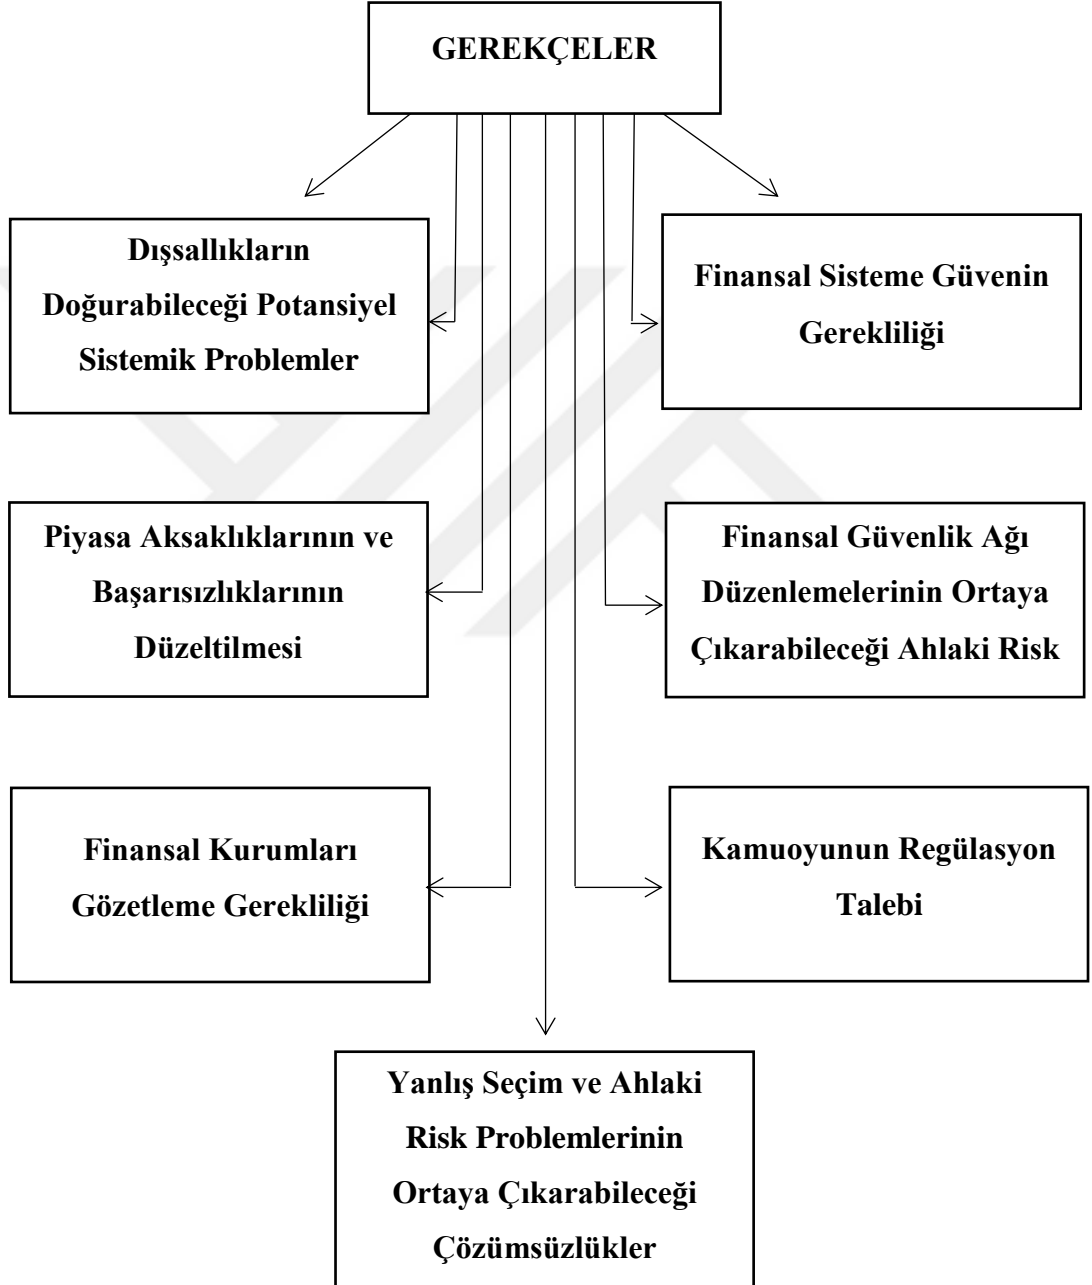 GEREKÇELER
Dışsallıkların
Doğurabileceği Potansiyel
Sistemik Problemler
Finansal Sisteme Güvenin
Gerekliliği
Piyasa Aksaklıklarının ve
Başarısızlıklarının
Düzeltilmesi
Finansal Güvenlik Ağı
Düzenlemelerinin Ortaya
Çıkarabileceği Ahlaki Risk
Finansal Kurumları
Gözetleme Gerekliliği
Kamuoyunun Regülasyon
Talebi
Yanlış Seçim ve Ahlaki
Risk Problemlerinin
Ortaya Çıkarabileceği
Çözümsüzlükler